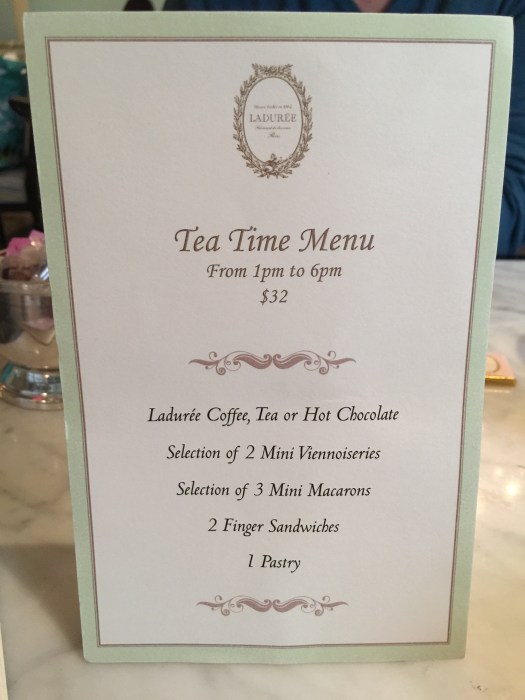 LADURÉE
Paris
Tea Time Menu
From 1pm to 6pm
$32
Ladurée Coffee, Tea or Hot Chocolate
Selection of 2 Mini Viennoiseries
Selection of 3 Mini Macarons
2 Finger Sandwiches
1 Pastry